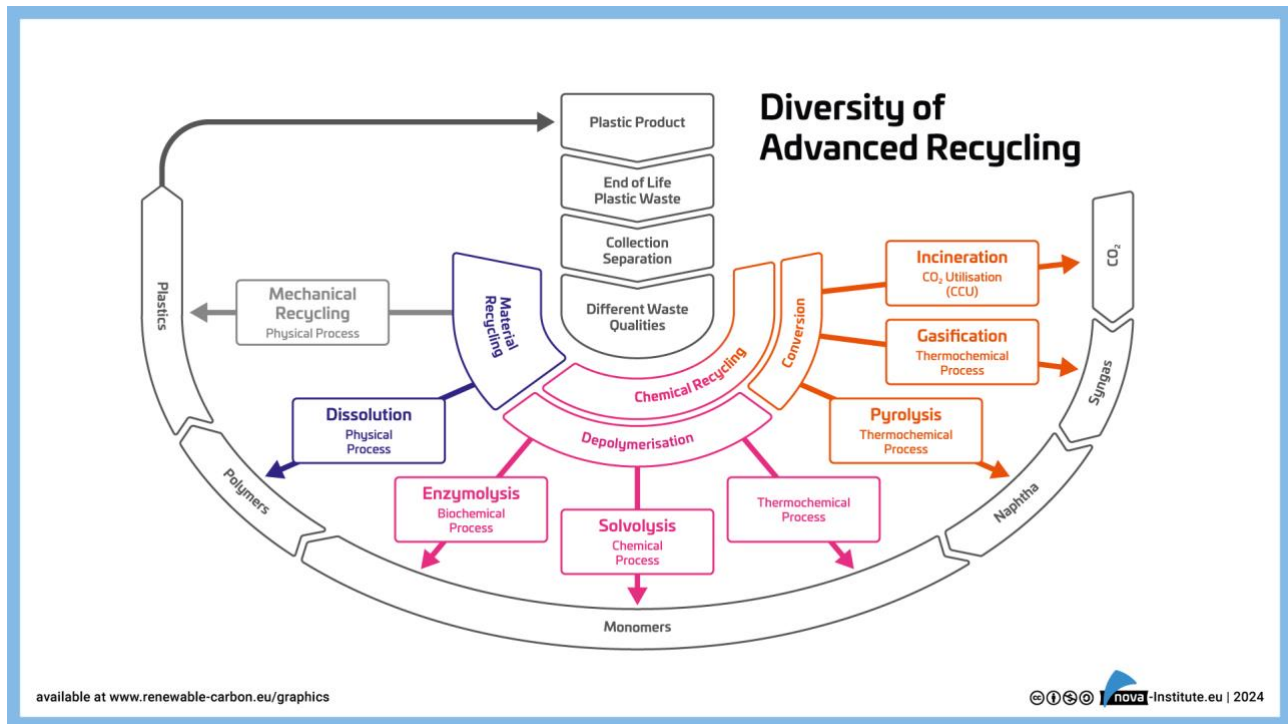 Diversity of
Advanced Recycling
Plastic Product
End of Life
Plastic Waste
Collection
Separation
Different Waste
Qualities
Material
Recycling
Chemical Recycling
Conversion
Depolymerisation
Mechanical
Recycling
Physical Process
Dissolution
Physical
Process
Enzymolysis
Biochemical
Process
Solvolysis
Chemical
Process
Thermochemical
Process
Pyrolysis
Thermochemical
Process
Gasification
Thermochemical
Process
Incineration
CO₂ Utilisation
(CCU)
CO₂
Syngas
Naphtha
Monomers
Polymers
Plastics
available at www.renewable-carbon.eu/graphics
nova-Institute.eu | 2024